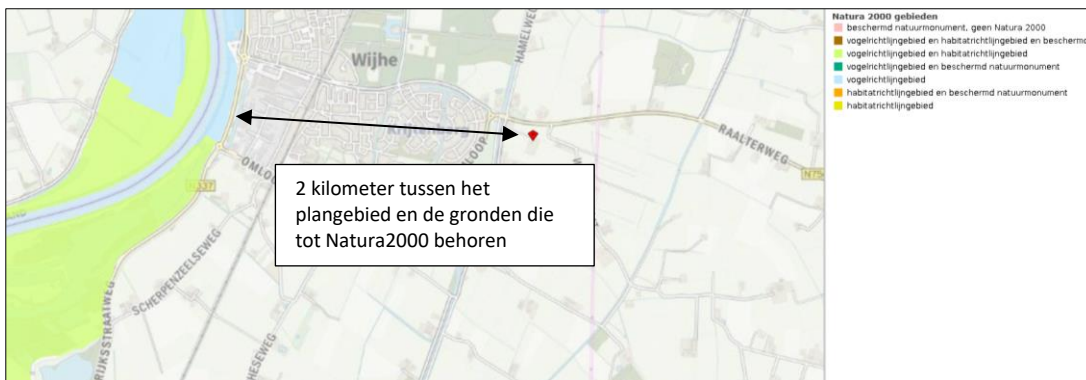 Natura 2000 gebieden
beschermd natuurmonument, geen Natura 2000
vogelrichtlijngebied en habitatrichtlijngebied en bescherm
vogelrichtlijngebied en habitatrichtlijngebied
vogelrichtlijngebied en beschermd natuurmonument
vogelrichtlijngebied
habitatrichtlijngebied en beschermd natuurmonument
habitatrichtlijngebied
HAMELWEG
Wijhe
RAALTERWEG
LOOP
OMLO
N337
N75
2 kilometer tussen het
plangebied en de gronden die
tot Natura2000 behoren
SCHERPENZEELSEWEG
RIJKSSTRAATWEG
HESEWEG